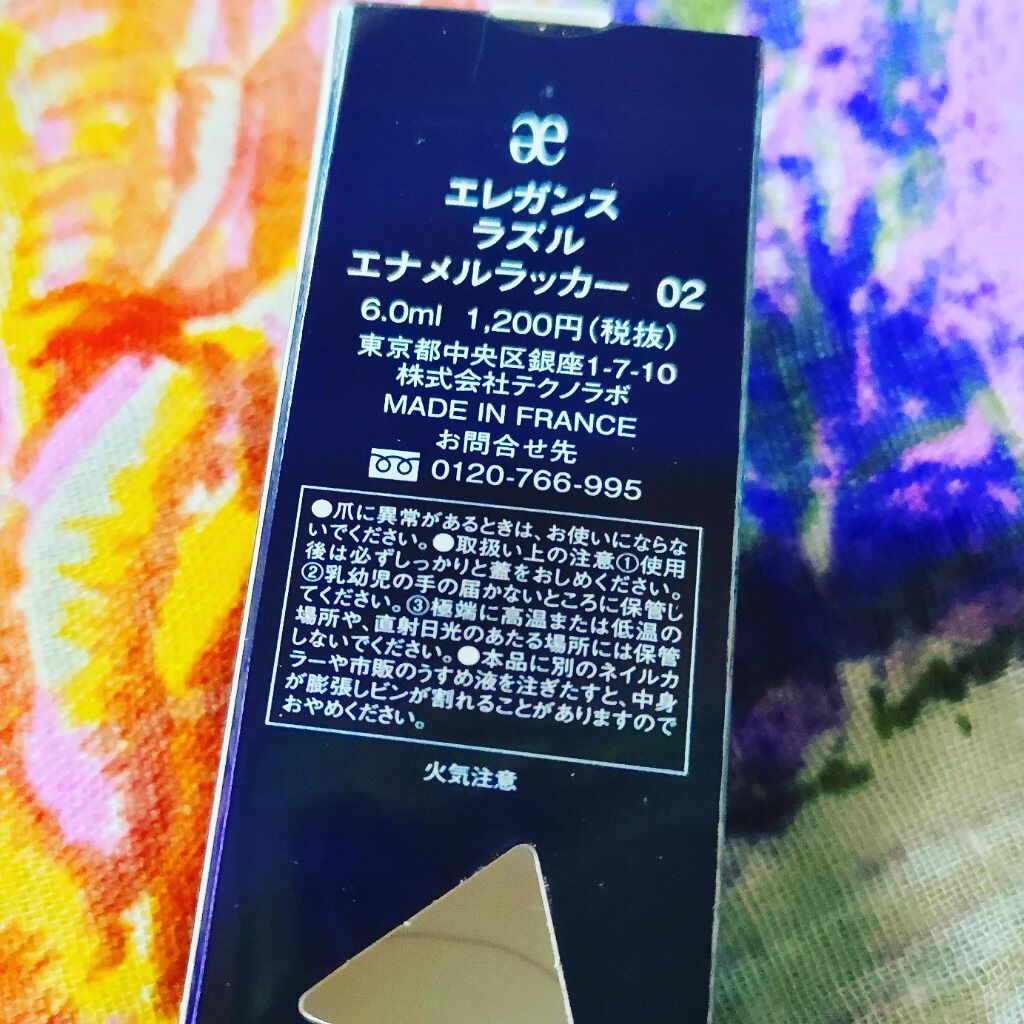 æ
エレガンス
ラズル
エナメルラッカー 02
6.0ml 1,200円(税抜)
東京都中央区銀座1-7-10
株式会社テクノラボ
MADE IN FRANCE
お問合せ先
0120-766-995
●爪に異常があるときは、お使いにならな
いでください。●取扱い上の注意①使用
後は必ずしっかりと蓋をおしめください。
②乳幼児の手の届かないところに保管し
てください。③極端に高温または低温の
場所や、直射日光のあたる場所には保管
しないでください。●本品に別のネイルカ
ラーや市販のうすめ液を注ぎたすと、中身
が膨張しビンが割れることがありますので
おやめください。
火気注意